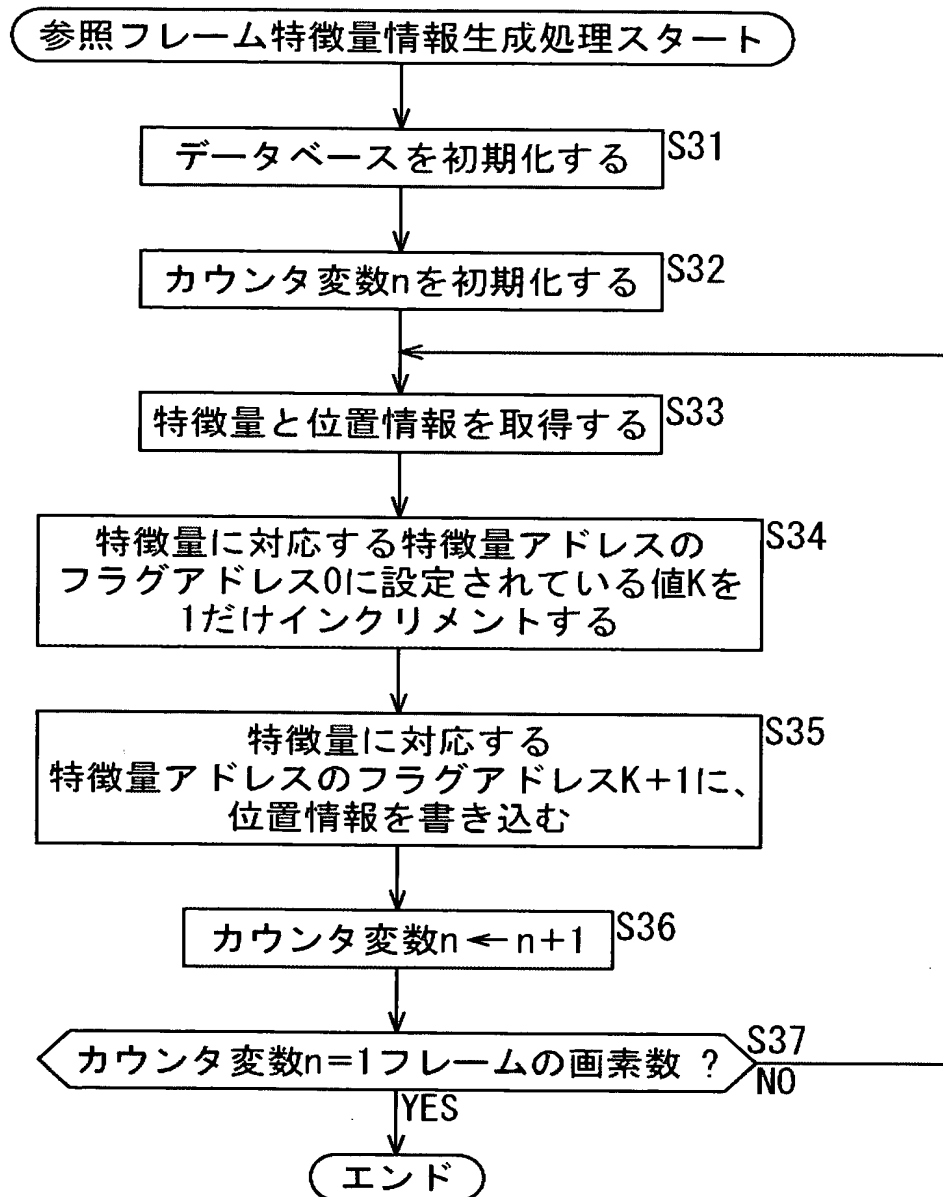 参照フレーム特徴量情報生成処理スタート
データベースを初期化する
S31
カウンタ変数nを初期化する
S32
特徴量と位置情報を取得する
S33
特徴量に対応する特徴量アドレスの
フラグアドレス0に設定されている値Kを
1だけインクリメントする
S34
特徴量に対応する
特徴量アドレスのフラグアドレスK+1に、
位置情報を書き込む
S35
カウンタ変数n←n+1
S36
カウンタ変数n=1フレームの画素数 ?
S37
NO
YES
エンド